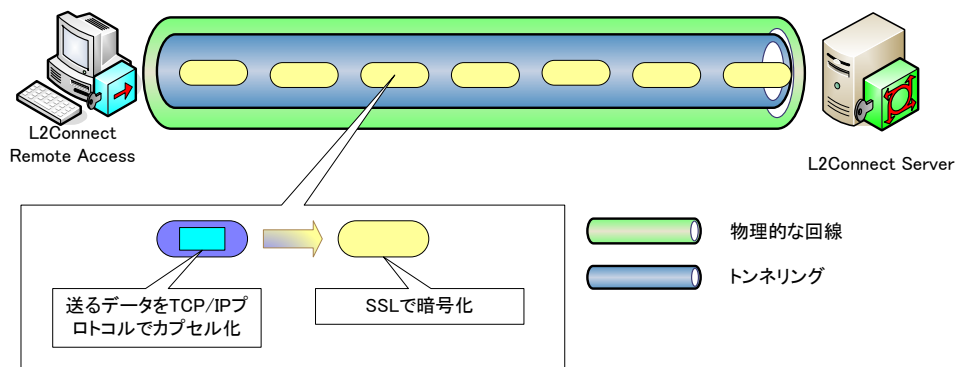 L2Connect
Remote Access
L2Connect Server
物理的な回線
トンネリング
送るデータをTCP/IPプ
ロトコルでカプセル化
SSLで暗号化